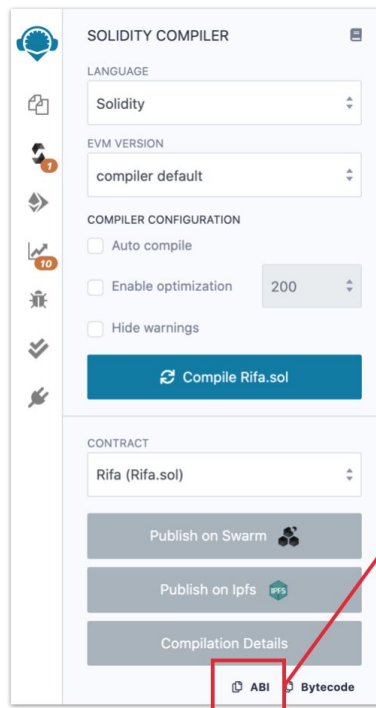 SOLIDITY COMPILER
LANGUAGE
Solidity
EVM VERSION
compiler default
COMPILER CONFIGURATION
Auto compile
Enable optimization 200
Hide warnings
Compile Rifa.sol
CONTRACT
Rifa (Rifa.sol)
Publish on Swarm
Publish on Ipfs IPFS
Compilation Details
ABI Bytecode
1
10